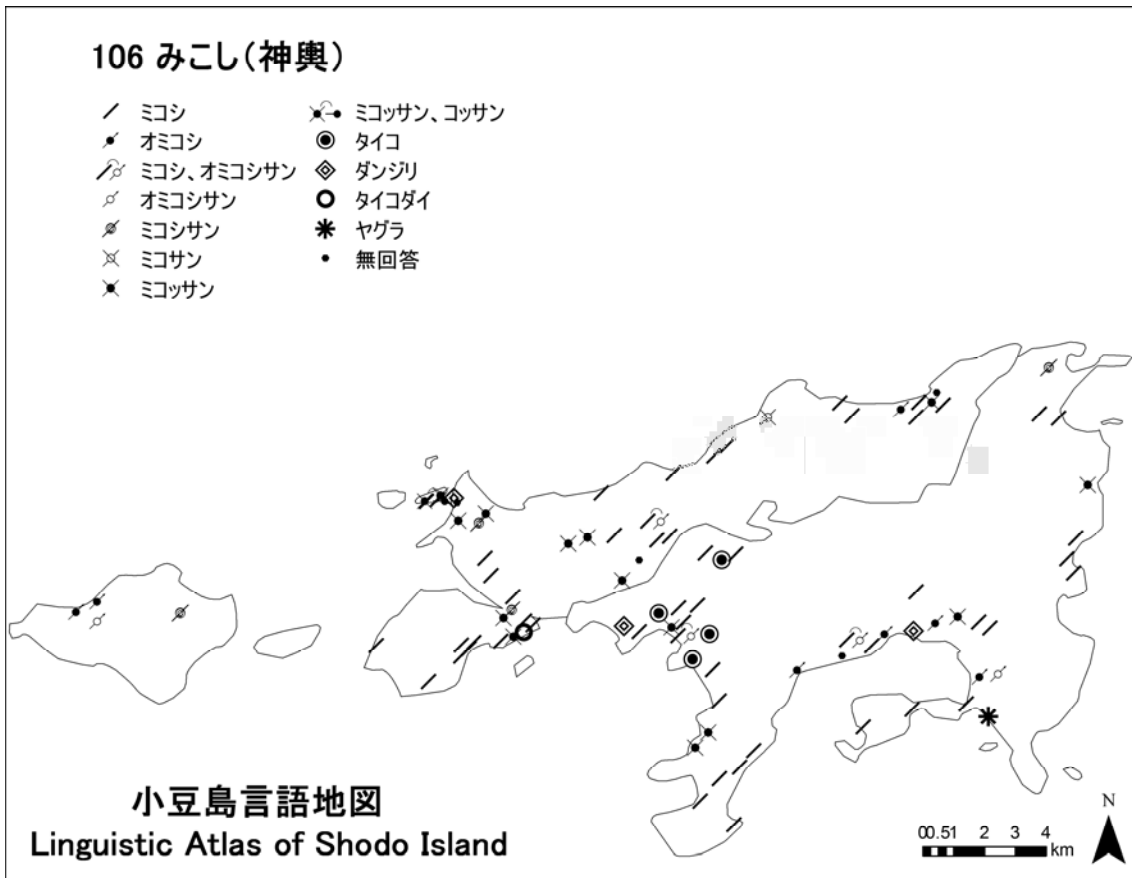 106 みこし(神輿)
ミコシ
オミコシ
ミコシ、オミコシサン
オミコシサン
ミコシサン
ミコサン
ミコッサン
ミコッサン、コッサン
タイコ
ダンジリ
タイコダイ
ヤグラ
無回答
小豆島言語地図
Linguistic Atlas of Shodo Island
N
00.51 2 3 4
km